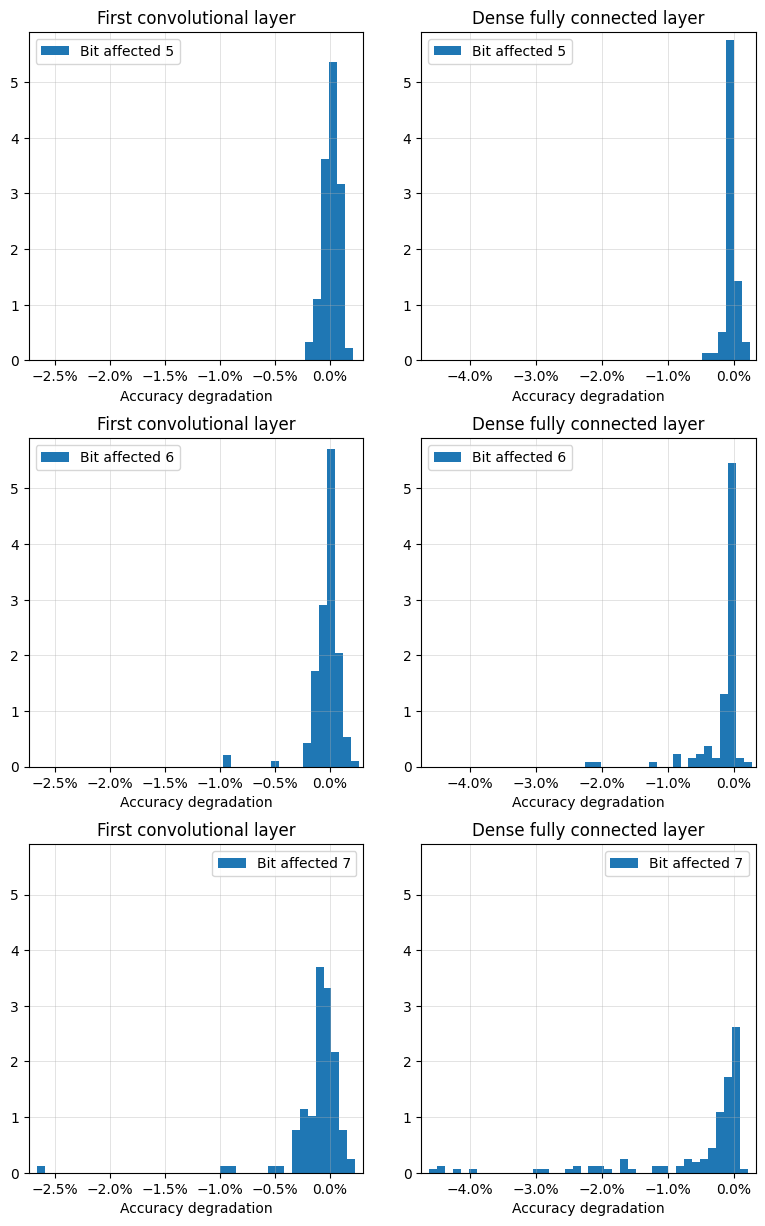 First convolutional layer
Bit affected 5
5
4
3
2
1
0
−2.5% −2.0% −1.5% −1.0% −0.5% 0.0%
Accuracy degradation
Dense fully connected layer
Bit affected 5
5
4
3
2
1
0
−4.0% −3.0% −2.0% −1.0% 0.0%
Accuracy degradation
First convolutional layer
Bit affected 6
5
4
3
2
1
0
−2.5% −2.0% −1.5% −1.0% −0.5% 0.0%
Accuracy degradation
Dense fully connected layer
Bit affected 6
5
4
3
2
1
0
−4.0% −3.0% −2.0% −1.0% 0.0%
Accuracy degradation
First convolutional layer
Bit affected 7
5
4
3
2
1
0
−2.5% −2.0% −1.5% −1.0% −0.5% 0.0%
Accuracy degradation
Dense fully connected layer
Bit affected 7
5
4
3
2
1
0
−4.0% −3.0% −2.0% −1.0% 0.0%
Accuracy degradation